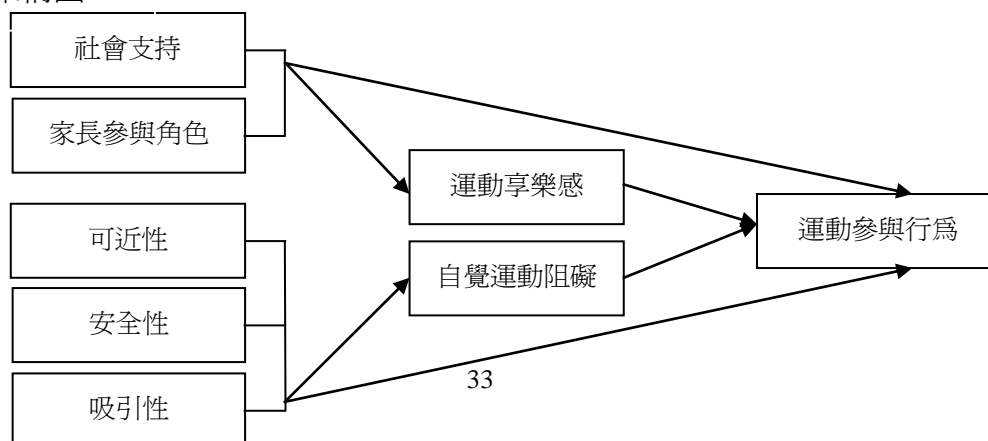 社會支持
家長參與角色
運動享樂感
可近性
運動參與行為
自覺運動阻礙
安全性
33
吸引性